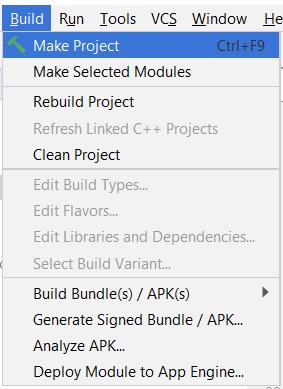 Build Run Tools VCS Window He
Make Project Ctrl+F9
Make Selected Modules
Rebuild Project
Refresh Linked C++ Projects
Clean Project
Edit Build Types...
Edit Flavors...
Edit Libraries and Dependencies...
Select Build Variant...
Build Bundle(s) / APK(s)
Generate Signed Bundle / APK...
Analyze APK...
Deploy Module to App Engine...